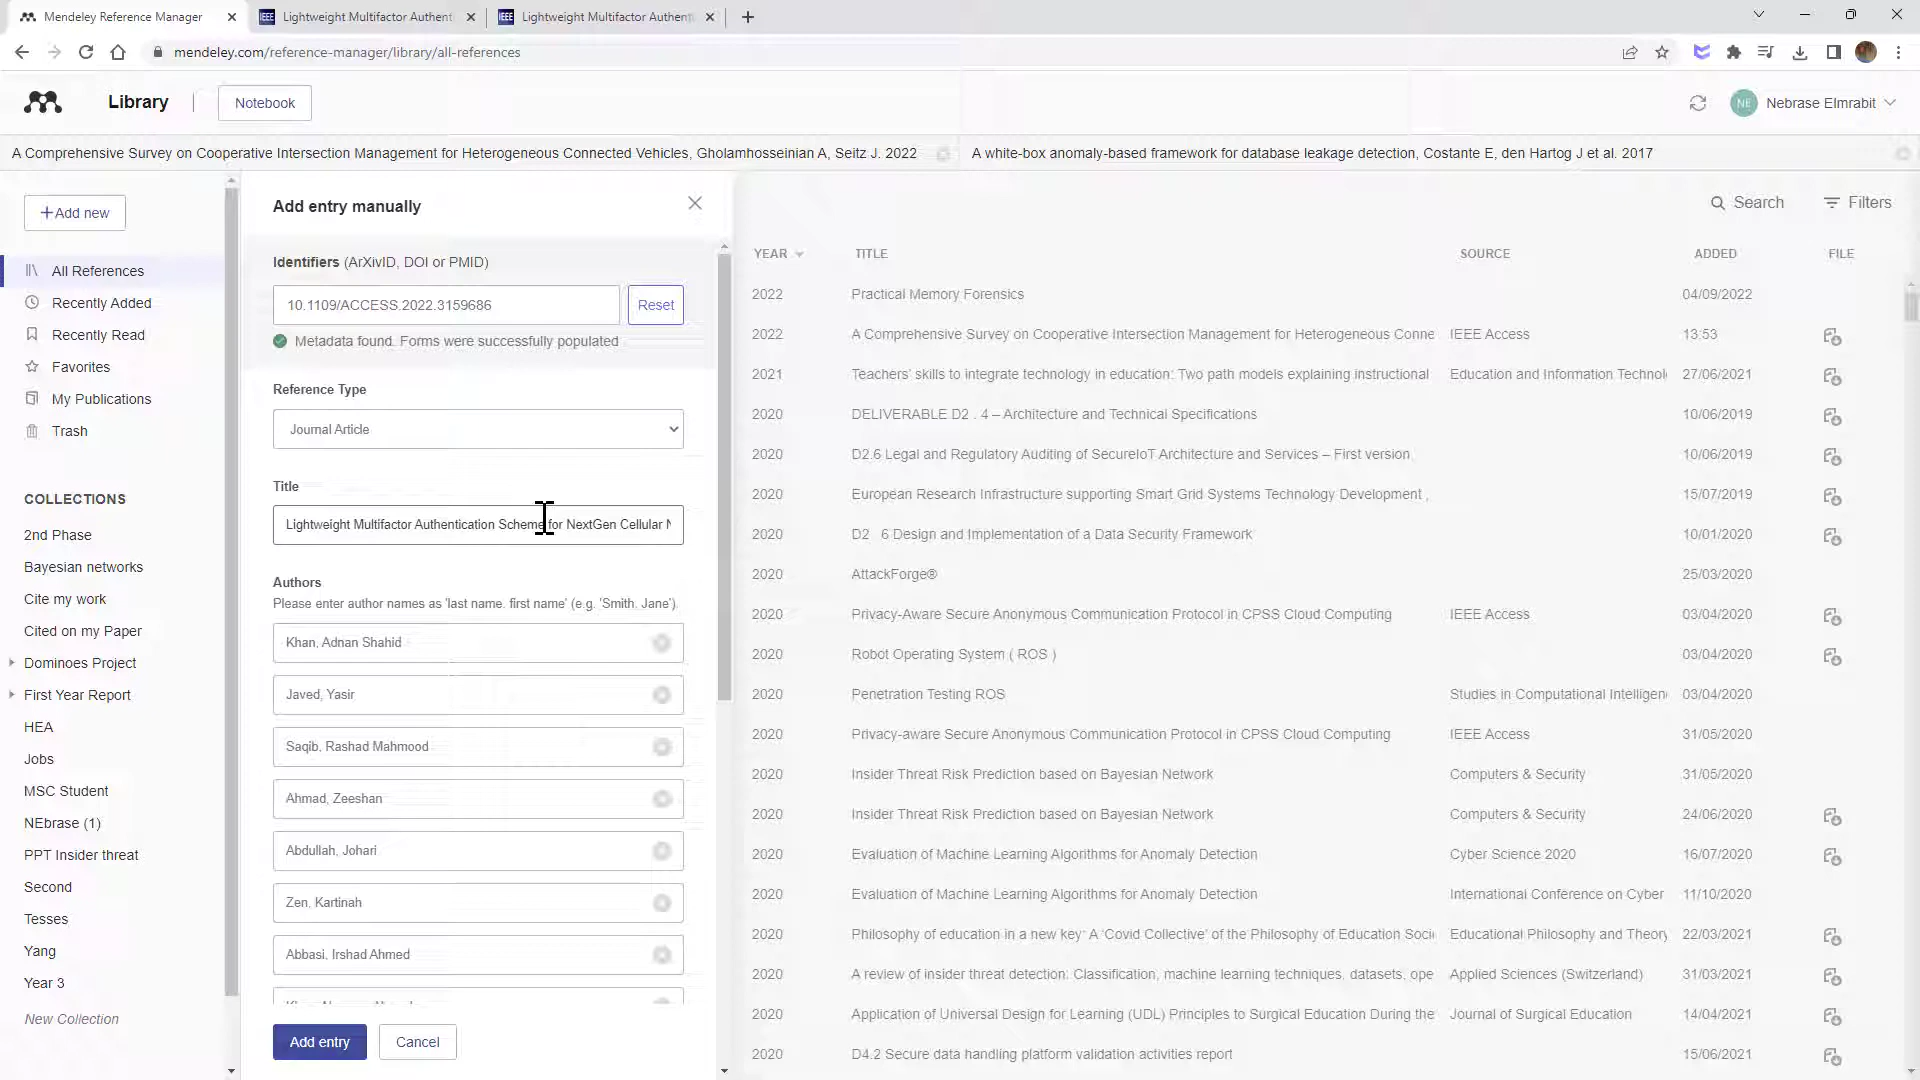 Mendeley Reference Manager
IEEE Lightweight Multifactor Authent
IEEE Lightweight Multifactor Authent
mendeley.com/reference-manager/library/all-references
Library
Notebook
NE Nebrase Elmrabit
A Comprehensive Survey on Cooperative Intersection Management for Heterogeneous Connected Vehicles, Gholamhosseinian A, Seitz J. 2022
A white-box anomaly-based framework for database leakage detection, Costante E, den Hartog J et al. 2017
+Add new
All References
Recently Added
Recently Read
Favorites
My Publications
Trash
COLLECTIONS
2nd Phase
Bayesian networks
Cite my work
Cited on my Paper
Dominoes Project
First Year Report
HEA
Jobs
MSC Student
NEbrase (1)
PPT Insider threat
Second
Tesses
Yang
Year 3
New Collection
Add entry manually
Identifiers (ArXivID, DOI or PMID)
10.1109/ACCESS.2022.3159686
Reset
Metadata found. Forms were successfully populated
Reference Type
Journal Article
Title
Lightweight Multifactor Authentication Scheme for NextGen Cellular N
Authors
Please enter author names as 'last name, first name' (e.g. 'Smith, Jane').
Khan, Adnan Shahid
Javed, Yasir
Saqib, Rashad Mahmood
Ahmad, Zeeshan
Abdullah, Johari
Zen, Kartinah
Abbasi, Irshad Ahmed
Add entry
Cancel
Search
Filters
YEAR TITLE SOURCE ADDED FILE
2022 Practical Memory Forensics 04/09/2022
2022 A Comprehensive Survey on Cooperative Intersection Management for Heterogeneous Conne IEEE Access 13:53
2021 Teachers' skills to integrate technology in education: Two path models explaining instructional Education and Information Technol 27/06/2021
2020 DELIVERABLE D2 . 4 – Architecture and Technical Specifications 10/06/2019
2020 D2.6 Legal and Regulatory Auditing of SecureIoT Architecture and Services – First version 10/06/2019
2020 European Research Infrastructure supporting Smart Grid Systems Technology Development , 15/07/2019
2020 D2 . 6 Design and Implementation of a Data Security Framework 10/01/2020
2020 AttackForge® 25/03/2020
2020 Privacy-Aware Secure Anonymous Communication Protocol in CPSS Cloud Computing IEEE Access 03/04/2020
2020 Robot Operating System ( ROS ) 03/04/2020
2020 Penetration Testing ROS Studies in Computational Intelligen 03/04/2020
2020 Privacy-aware Secure Anonymous Communication Protocol in CPSS Cloud Computing IEEE Access 31/05/2020
2020 Insider Threat Risk Prediction based on Bayesian Network Computers & Security 31/05/2020
2020 Insider Threat Risk Prediction based on Bayesian Network Computers & Security 24/06/2020
2020 Evaluation of Machine Learning Algorithms for Anomaly Detection Cyber Science 2020 16/07/2020
2020 Evaluation of Machine Learning Algorithms for Anomaly Detection International Conference on Cyber 11/10/2020
2020 Philosophy of education in a new key: A 'Covid Collective' of the Philosophy of Education Soci Educational Philosophy and Theory 22/03/2021
2020 A review of insider threat detection: Classification, machine learning techniques, datasets, ope Applied Sciences (Switzerland) 31/03/2021
2020 Application of Universal Design for Learning (UDL) Principles to Surgical Education During the Journal of Surgical Education 14/04/2021
2020 D4.2 Secure data handling platform validation activities report 15/06/2021